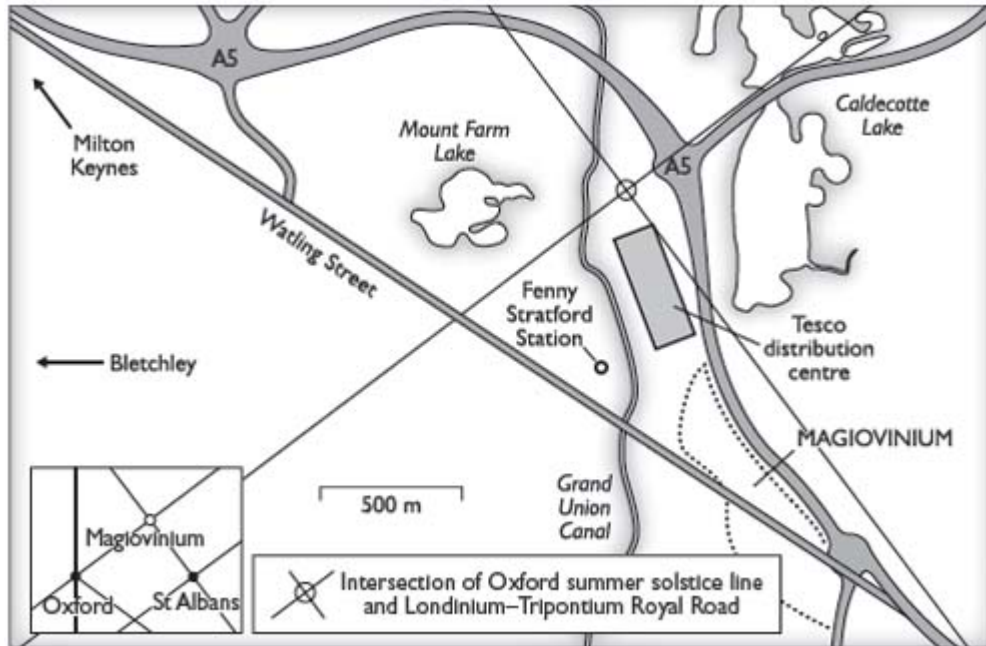 A5
Milton
Keynes
Mount Farm
Lake
Caldecotte
Lake
A5
Watling Street
Fenny
Stratford
Station
Bletchley
Tesco
distribution
centre
MAGIOVINIUM
500 m
Grand
Union
Canal
Magiovinium
Oxford
St Albans
Intersection of Oxford summer solstice line
and Londinium–Tripontium Royal Road